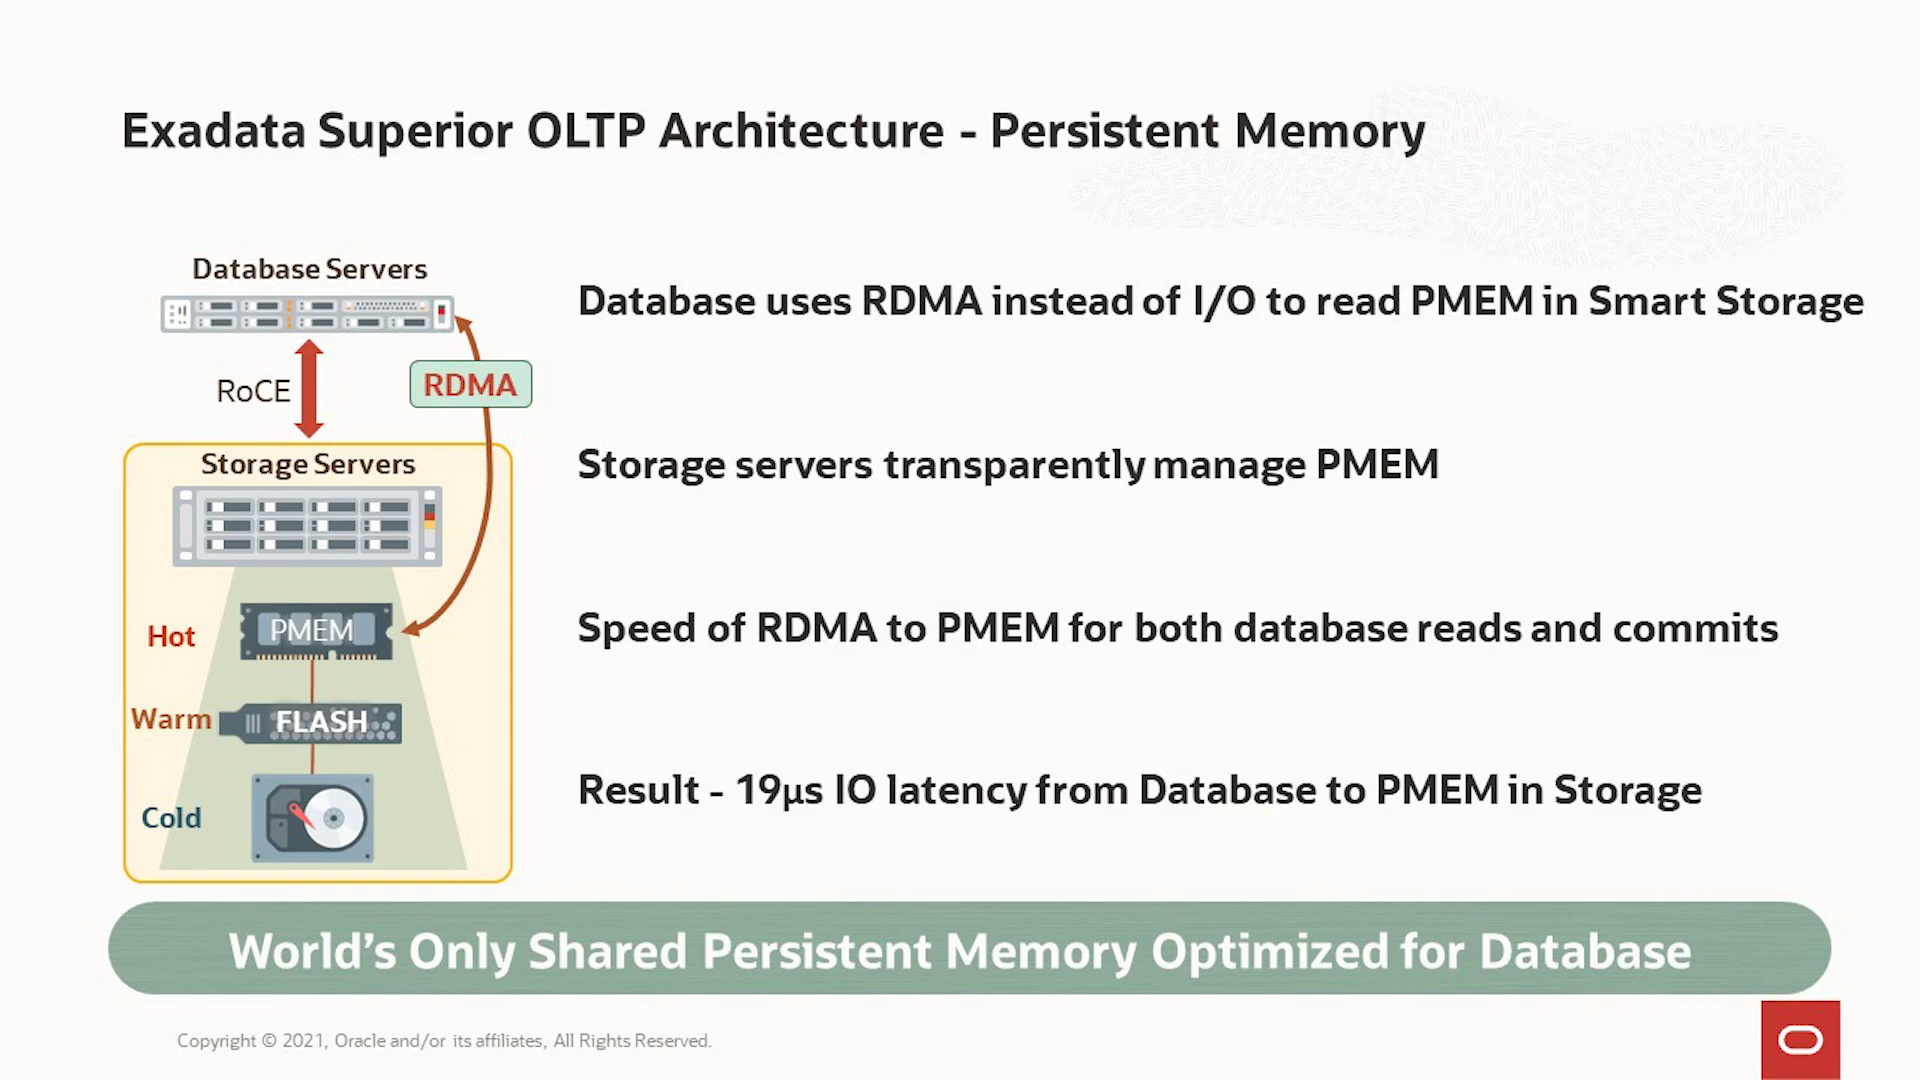 Exadata Superior OLTP Architecture - Persistent Memory
Database Servers
RoCE
RDMA
Storage Servers
Hot
PMEM
Warm
FLASH
Cold
Database uses RDMA instead of I/O to read PMEM in Smart Storage
Storage servers transparently manage PMEM
Speed of RDMA to PMEM for both database reads and commits
Result - 19µs IO latency from Database to PMEM in Storage
World's Only Shared Persistent Memory Optimized for Database
Copyright © 2021, Oracle and/or its affiliates, All Rights Reserved.